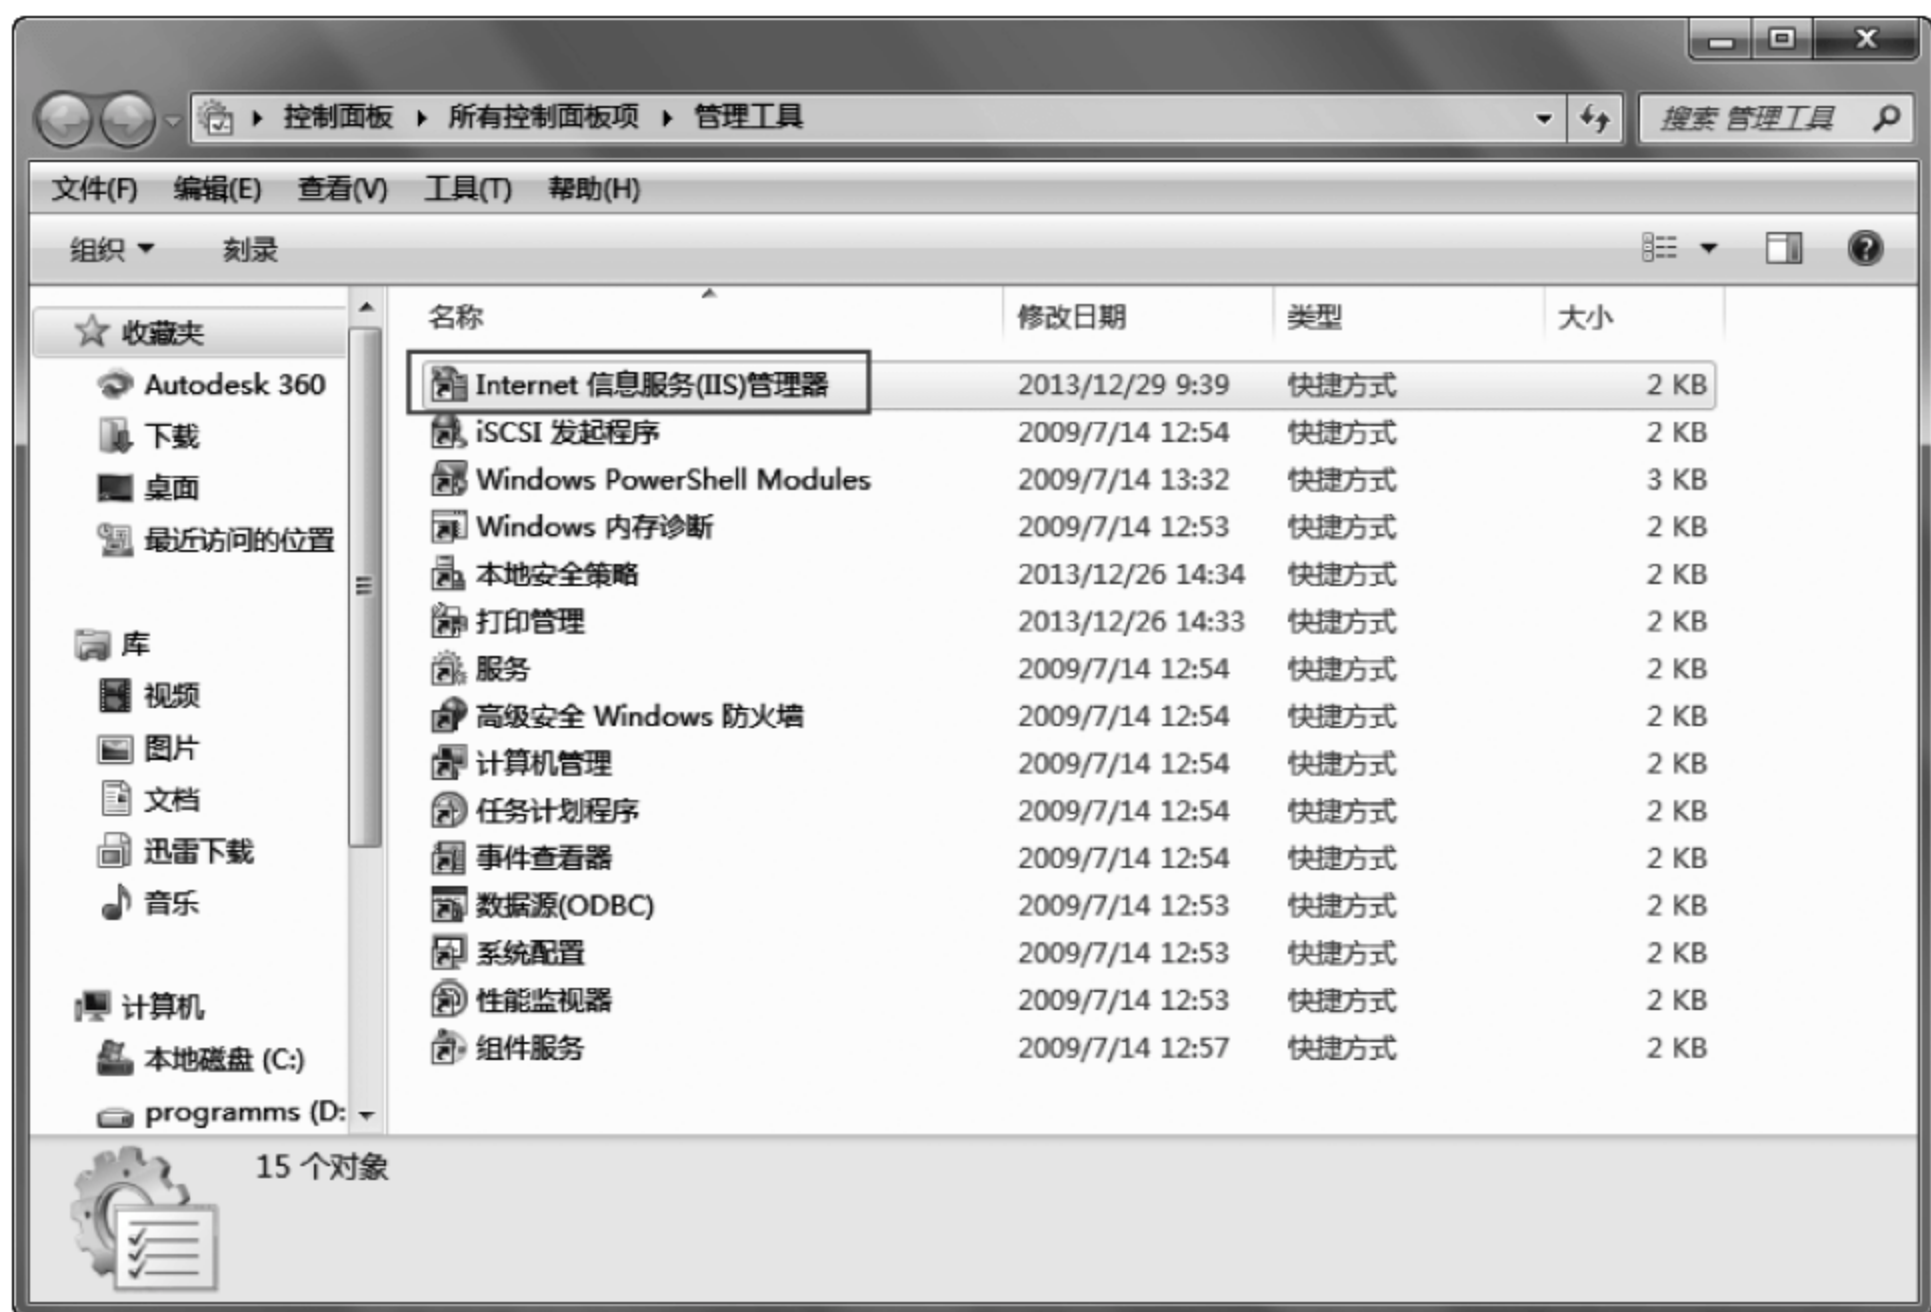 控制面板 ▸ 所有控制面板项 ▸ 管理工具
搜索 管理工具
文件(F) 编辑(E) 查看(V) 工具(T) 帮助(H)
组织 刻录
收藏夹
Autodesk 360
下载
桌面
最近访问的位置
库
视频
图片
文档
迅雷下载
音乐
计算机
本地磁盘 (C:)
programms (D:
名称 修改日期 类型 大小
Internet 信息服务(IIS)管理器 2013/12/29 9:39 快捷方式 2 KB
iSCSI 发起程序 2009/7/14 12:54 快捷方式 2 KB
Windows PowerShell Modules 2009/7/14 13:32 快捷方式 3 KB
Windows 内存诊断 2009/7/14 12:53 快捷方式 2 KB
本地安全策略 2013/12/26 14:34 快捷方式 2 KB
打印管理 2013/12/26 14:33 快捷方式 2 KB
服务 2009/7/14 12:54 快捷方式 2 KB
高级安全 Windows 防火墙 2009/7/14 12:54 快捷方式 2 KB
计算机管理 2009/7/14 12:54 快捷方式 2 KB
任务计划程序 2009/7/14 12:54 快捷方式 2 KB
事件查看器 2009/7/14 12:54 快捷方式 2 KB
数据源(ODBC) 2009/7/14 12:53 快捷方式 2 KB
系统配置 2009/7/14 12:53 快捷方式 2 KB
性能监视器 2009/7/14 12:53 快捷方式 2 KB
组件服务 2009/7/14 12:57 快捷方式 2 KB
15 个对象